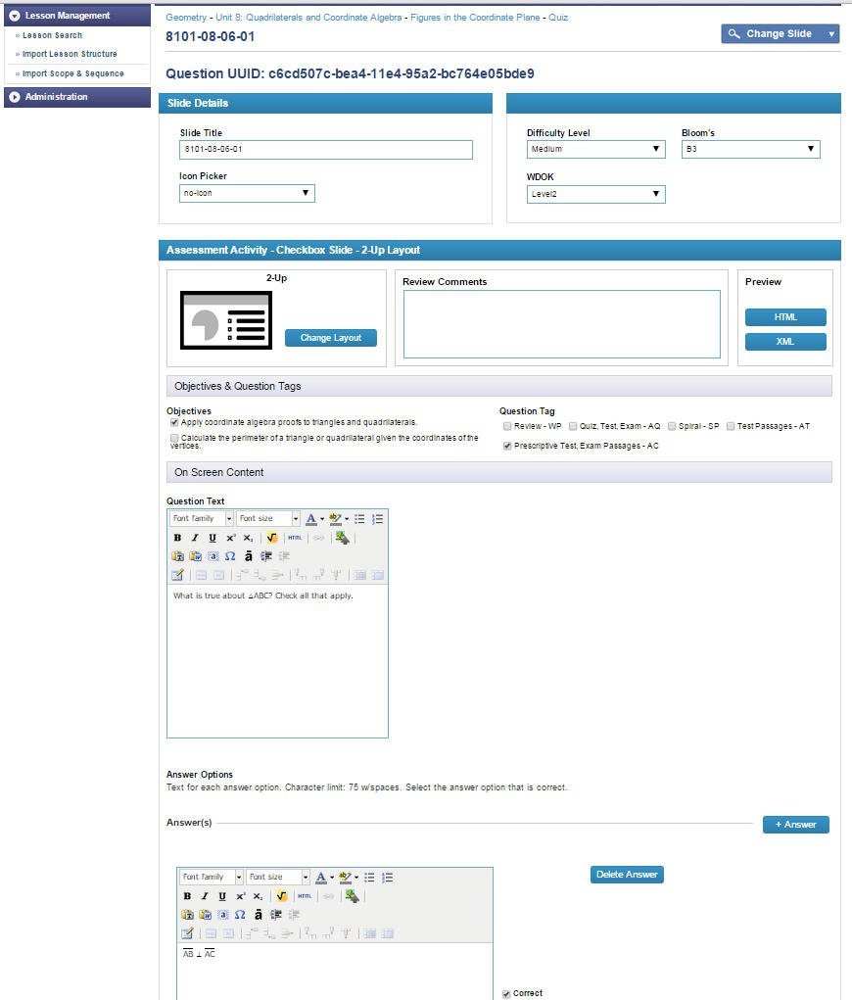 Lesson Management
» Lesson Search
» Import Lesson Structure
» Import Scope & Sequence
Administration
Geometry - Unit 8: Quadrilaterals and Coordinate Algebra - Figures in the Coordinate Plane - Quiz
8101-08-06-01
Change Slide
Question UUID: c6cd507c-bea4-11e4-95a2-bc764e05bde9
Slide Details
Slide Title
8101-08-06-01
Icon Picker
no-icon
Difficulty Level
Medium
Bloom's
B3
WDOK
Level2
Assessment Activity - Checkbox Slide - 2-Up Layout
2-Up
Change Layout
Review Comments
Preview
HTML
XML
Objectives & Question Tags
Objectives
Apply coordinate algebra proofs to triangles and quadrilaterals.
Calculate the perimeter of a triangle or quadrilateral given the coordinates of the
vertices.
Question Tag
Review - WP Quiz, Test, Exam - AQ Spiral - SP Test Passages - AT
Prescriptive Test, Exam Passages - AC
On Screen Content
Question Text
Font family Font size A ab
B I U x² X₂ √ HTML
Ω ā
What is true about △ABC? Check all that apply.
Answer Options
Text for each answer option. Character limit: 75 w/spaces. Select the answer option that is correct.
Answer(s)
+ Answer
Font family Font size A ab
Delete Answer
B I U x² X₂ √ HTML
Ω ā
A̅B̅ ⊥ A̅C̅
Correct